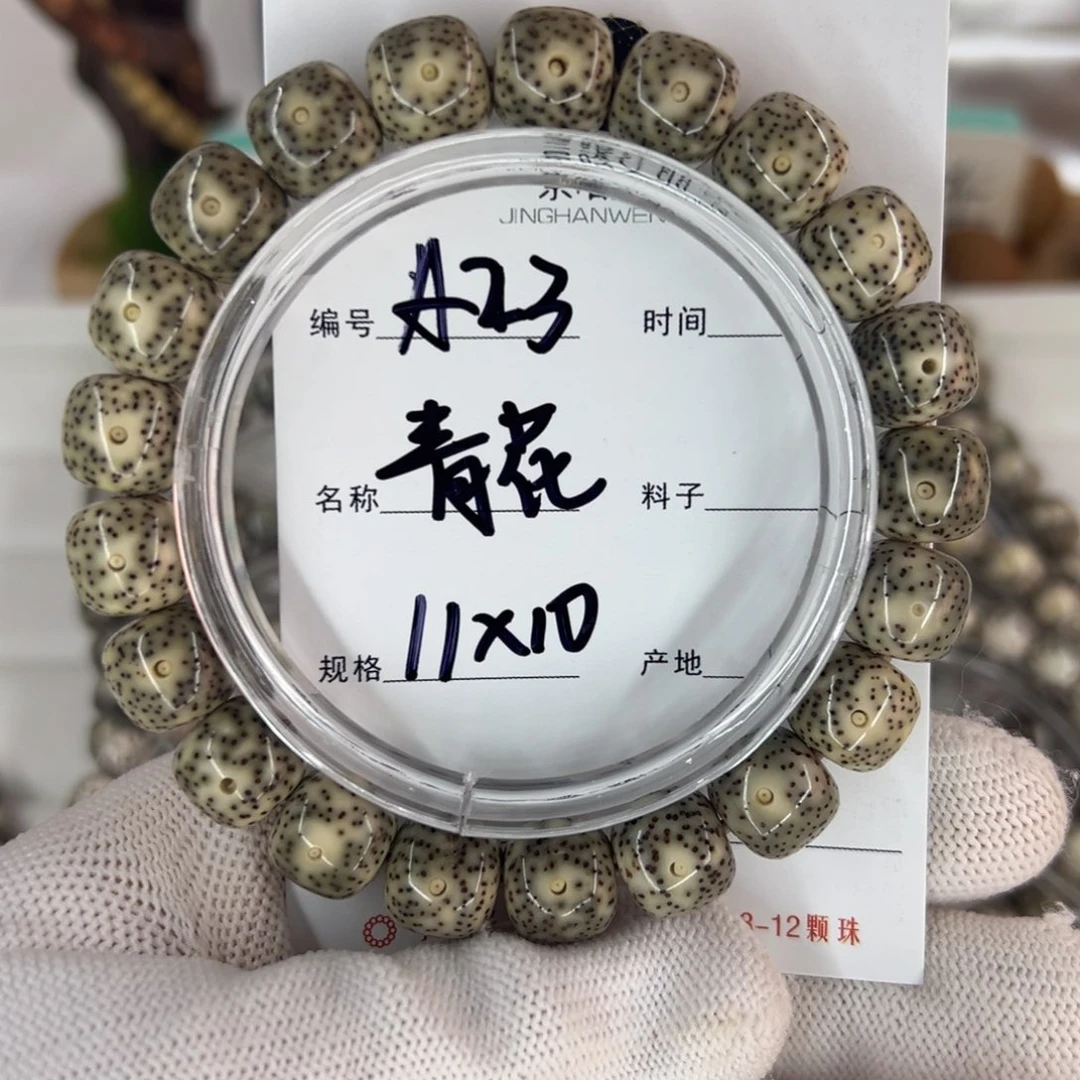 JINGHANWEN
编号 A23 时间
名称 青花 料子
规格 11x10 产地
8-12颗珠